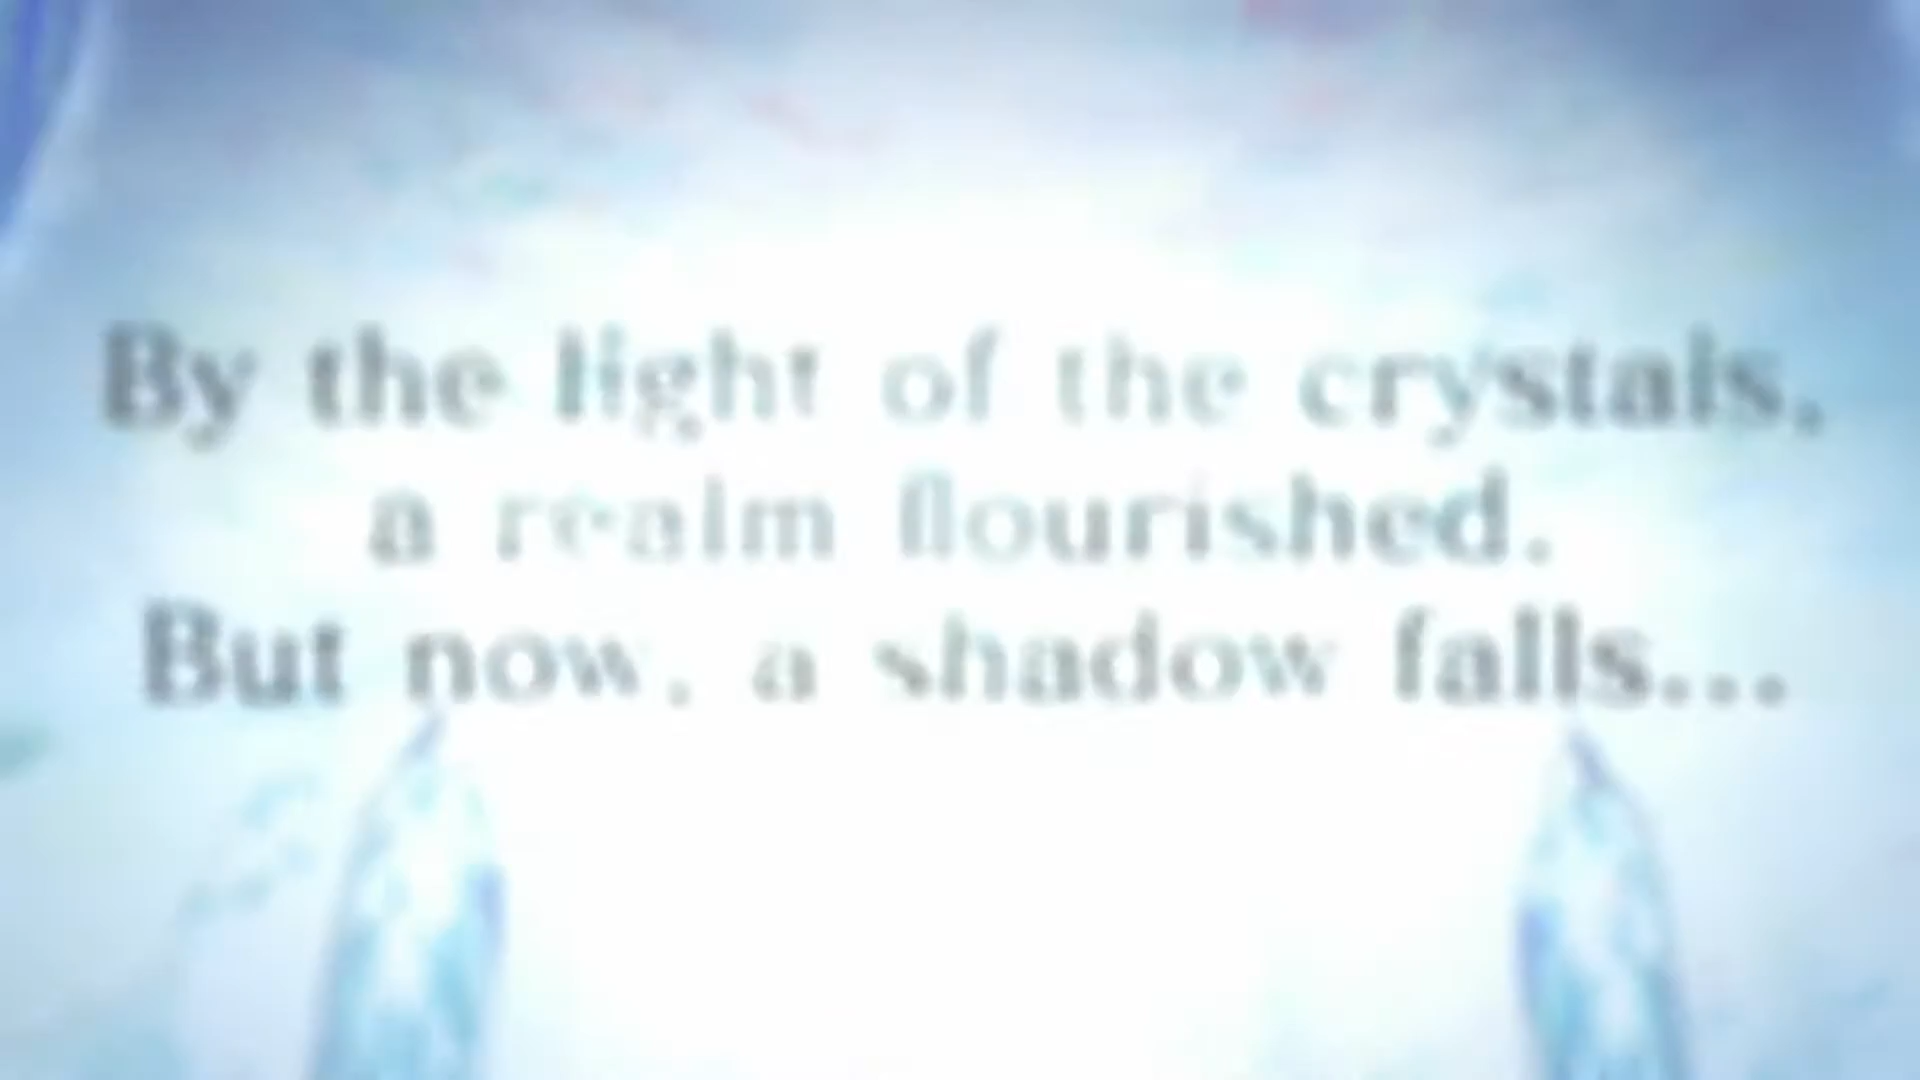 By the light of the crystals,
a realm flourished.
But now, a shadow falls...